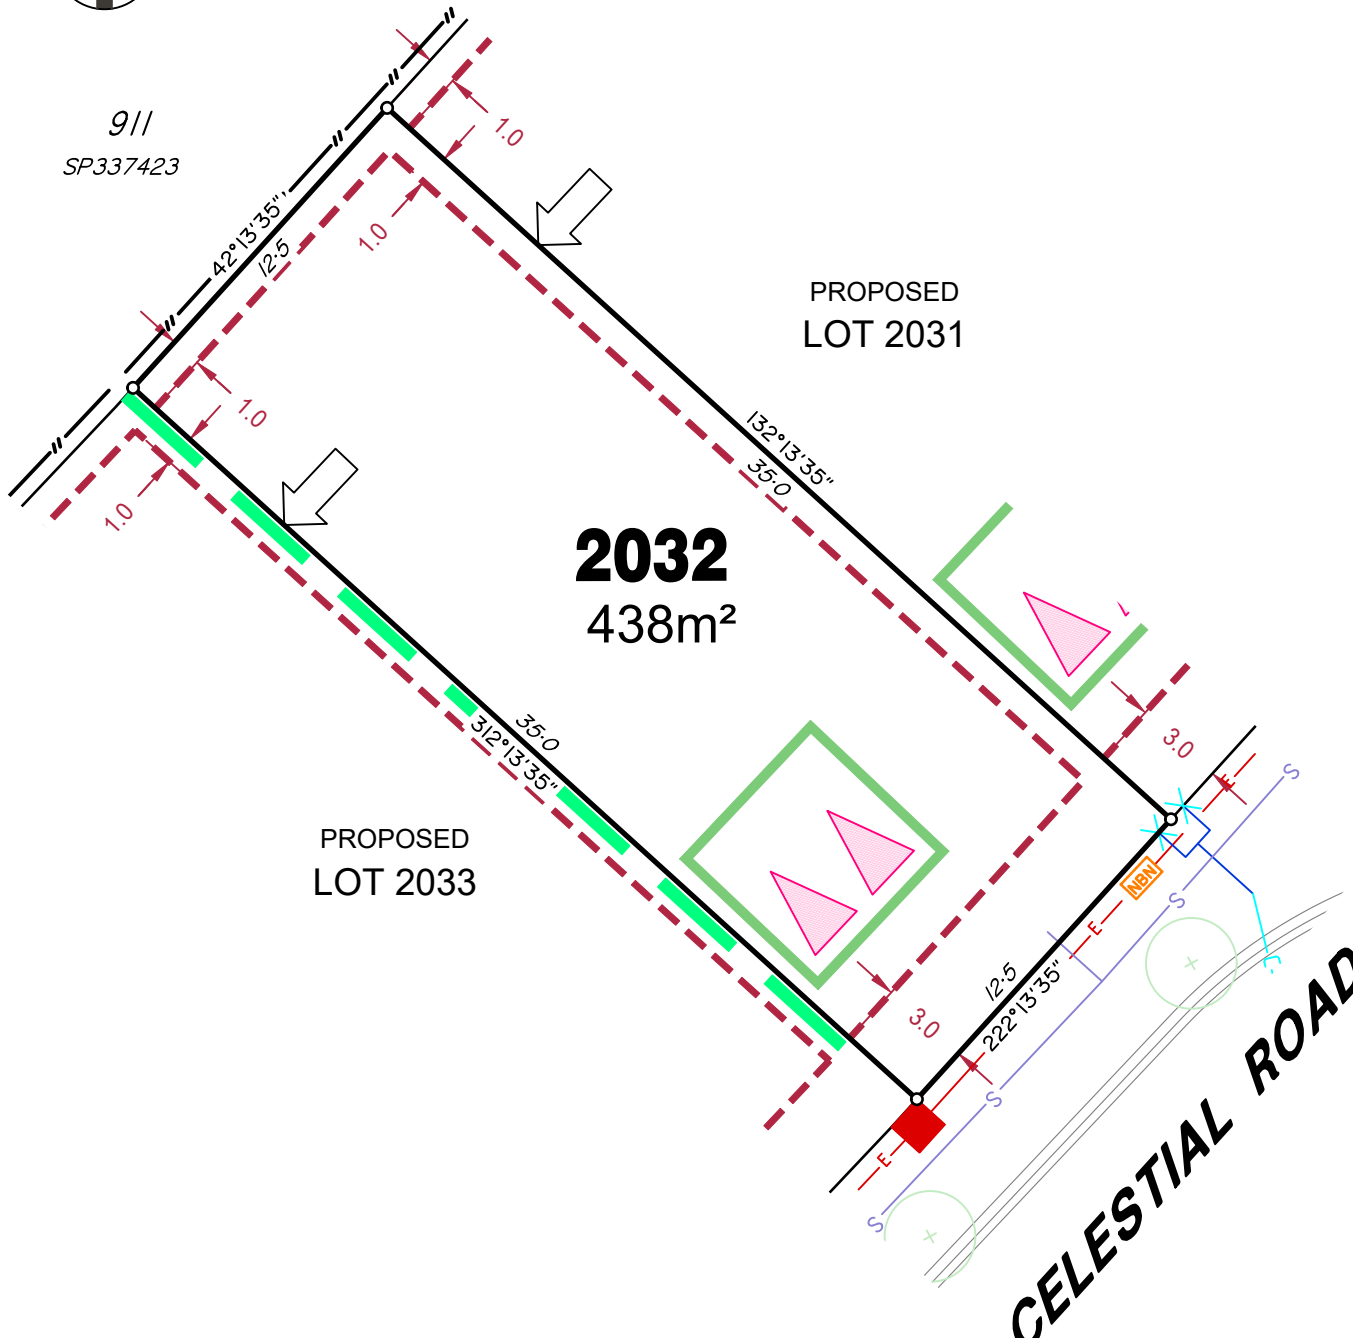 911
SP337423
1.0
1.0
42°13'35"
12·5
PROPOSED
LOT 2031
1.0
1.0
132°13'35"
35·0
2032
438m²
35·0
312°13'35"
3.0
PROPOSED
LOT 2033
E
S
NBN
S
E
12·5
222°13'35"
3.0
S
E
S
CELESTIAL ROAD